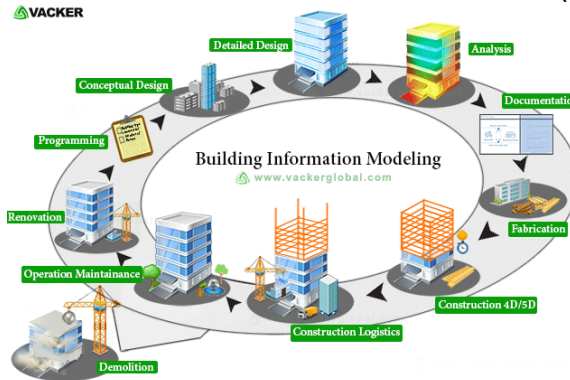 VACKER
Detailed Design
Analysis
Conceptual Design
Documentatio
Programming
Building Information Modeling
www.vackerglobal.com
Renovation
Fabrication
Operation Maintainance
Construction 4D/5D
Construction Logistics
Demolition